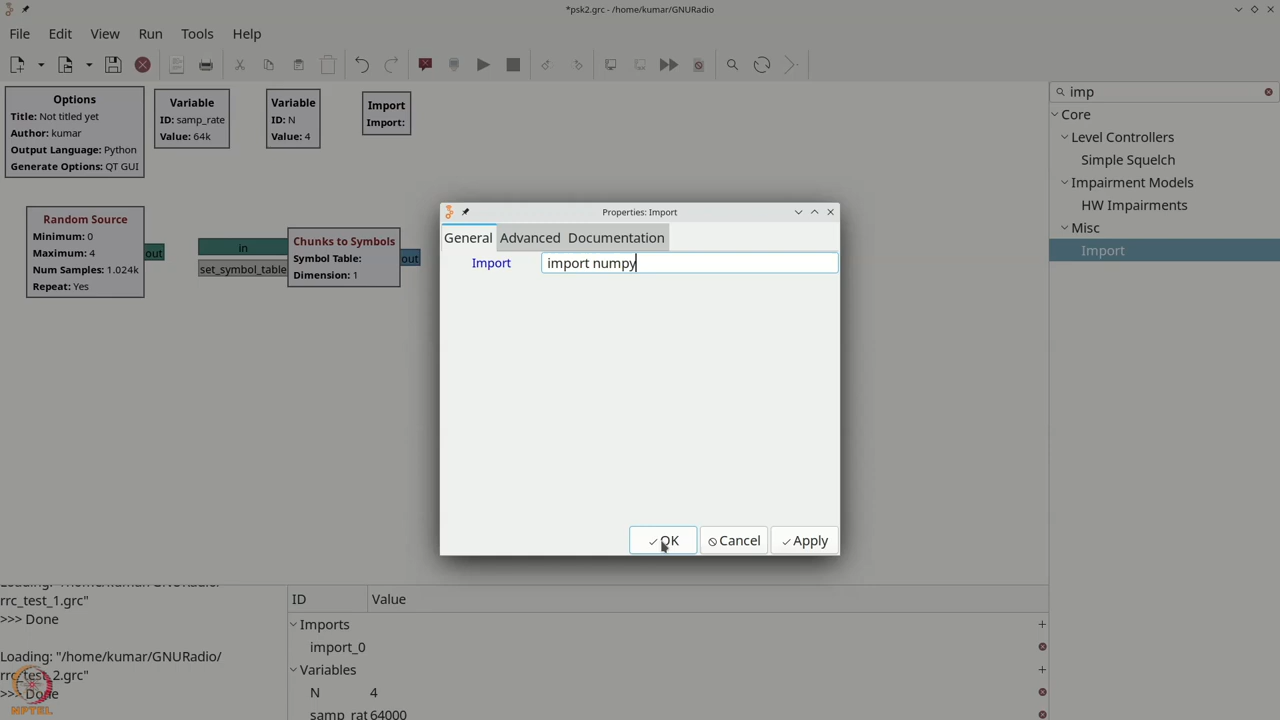 *psk2.grc - /home/kumar/GNURadio
File Edit View Run Tools Help
Options
Title: Not titled yet
Author: kumar
Output Language: Python
Generate Options: QT GUI
Variable
ID: samp_rate
Value: 64k
Variable
ID: N
Value: 4
Import
Import:
imp
Core
Level Controllers
Simple Squelch
Impairment Models
HW Impairments
Misc
Import
Random Source
Minimum: 0
Maximum: 4
Num Samples: 1.024k
Repeat: Yes
out
in
set_symbol_table
Chunks to Symbols
Symbol Table:
Dimension: 1
out
Properties: Import
General Advanced Documentation
Import import numpy
OK Cancel Apply
rrc_test_1.grc"
>>> Done
Loading: "/home/kumar/GNURadio/
rrc_test_2.grc"
>>> Done
NPTEL
ID Value
Imports
import_0
Variables
N 4
samp_rat 64000